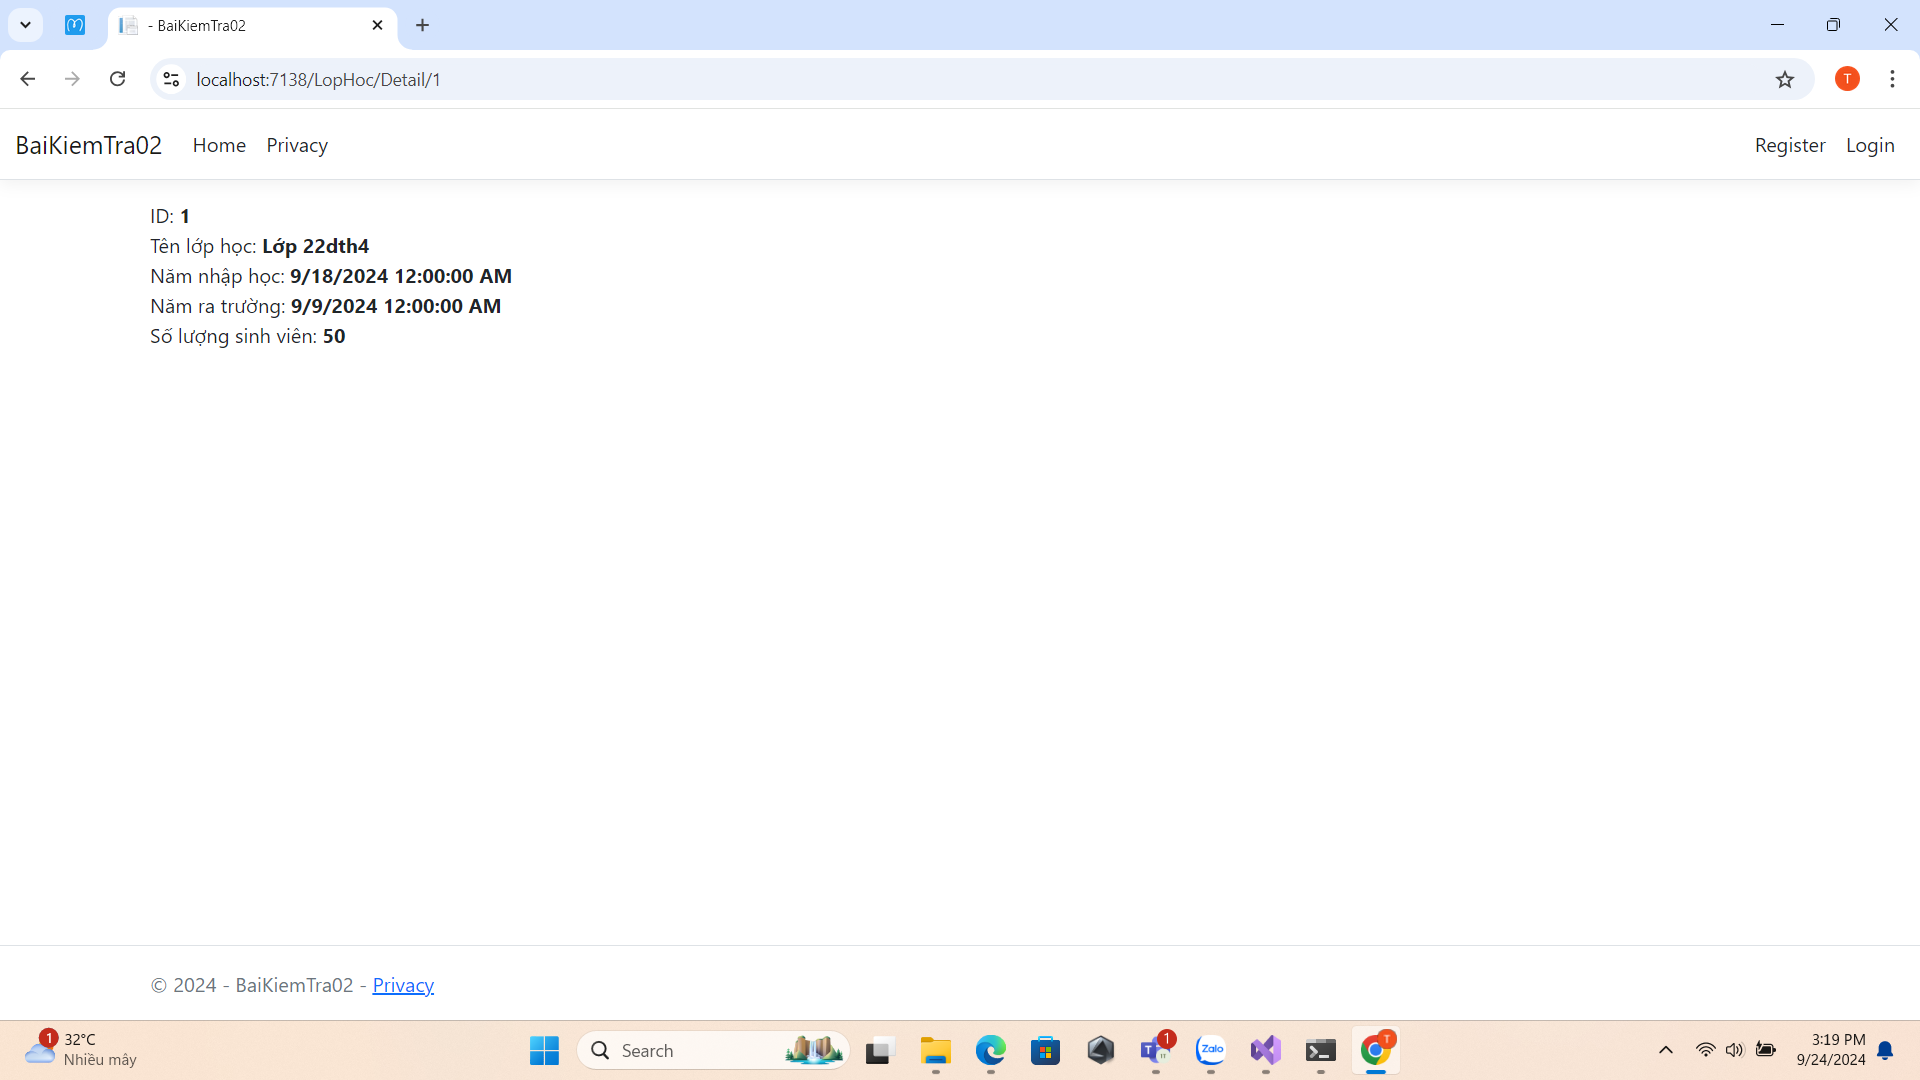 - BaiKiemTra02
localhost:7138/LopHoc/Detail/1
T
BaiKiemTra02 Home Privacy Register Login
ID: 1
Tên lớp học: Lớp 22dth4
Năm nhập học: 9/18/2024 12:00:00 AM
Năm ra trường: 9/9/2024 12:00:00 AM
Số lượng sinh viên: 50
© 2024 - BaiKiemTra02 - Privacy
1
32°C
Nhiều mây
Search
1
T
Zalo
T
3:19 PM
9/24/2024